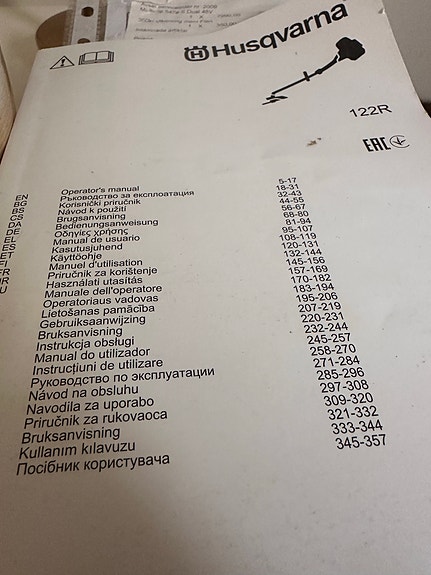 Husqvarna
122R
EAC
EN Operator's manual 5-17
BG Ръководство за експлоатация 18-31
BS Korisnički priručnik 32-43
CS Návod k použití 44-55
DA Brugsanvisning 56-67
DE Bedienungsanweisung 68-80
EL Οδηγίες χρήσης 81-94
ES Manual de usuario 95-107
ET Kasutusjuhend 108-119
FI Käyttöohje 120-131
FR Manuel d'utilisation 132-144
HR Priručnik za korištenje 145-156
U Használati utasítás 157-169
Manuale dell'operatore 170-182
Operatoriaus vadovas 183-194
Lietošanas pamācība 195-206
Gebruiksaanwijzing 207-219
Bruksanvisning 220-231
Instrukcja obsługi 232-244
Manual do utilizador 245-257
Instrucțiuni de utilizare 258-270
Руководство по эксплуатации 271-284
Návod na obsluhu 285-296
Navodila za uporabo 297-308
Priručnik za rukovaoca 309-320
Bruksanvisning 321-332
Kullanım kılavuzu 333-344
Посібник користувача 345-357